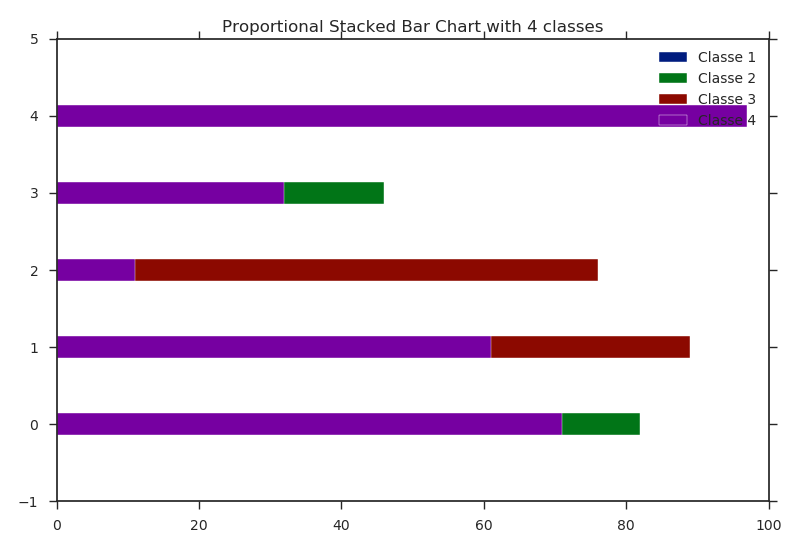 Proportional Stacked Bar Chart with 4 classes
5
Classe 1
Classe 2
Classe 3
4
Classe 4
3
2
1
0
−1
0 20 40 60 80 100